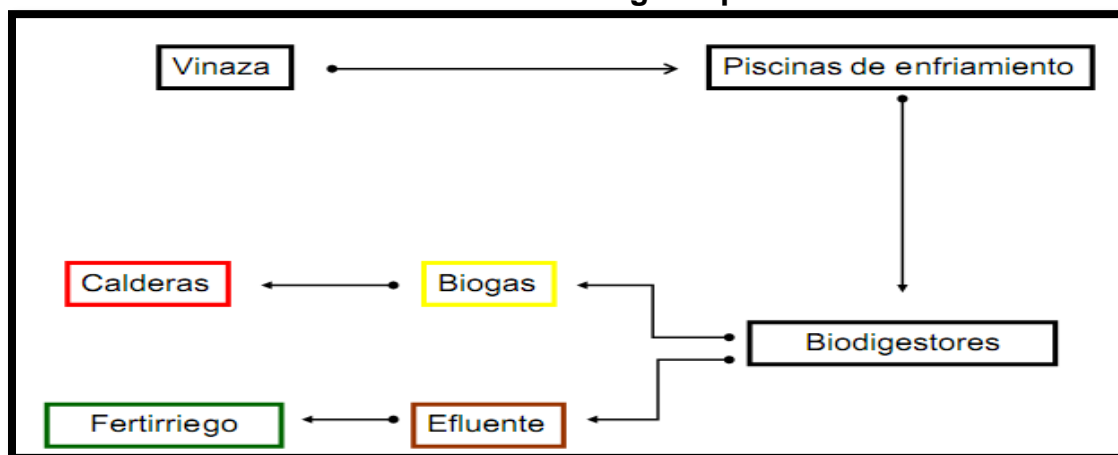 Vinaza
Piscinas de enfriamiento
Calderas
Biogas
Biodigestores
Fertirriego
Efluente